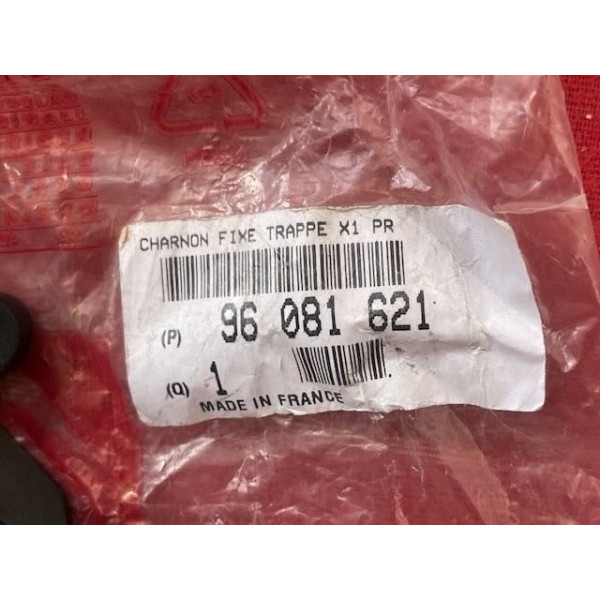 CHARNON FIXE TRAPPE X1 PR
(P) 96 081 621
(Q) 1
MADE IN FRANCE